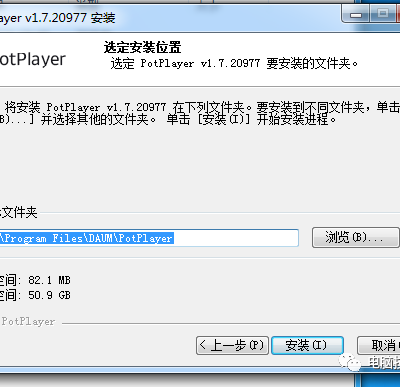 ayer v1.7.20977 安装
otPlayer
选定安装位置
选定 PotPlayer v1.7.20977 要安装的文件夹。
将安装 PotPlayer v1.7.20977 在下列文件夹。要安装到不同文件夹，单击
B)...] 并选择其他的文件夹。 单击 [安装(I)] 开始安装进程。
文件夹
\Program Files\DAUM\PotPlayer
浏览(B)...
空间: 82.1 MB
空间: 50.9 GB
PotPlayer
< 上一步(P)
安装(I)
取消(
电脑技